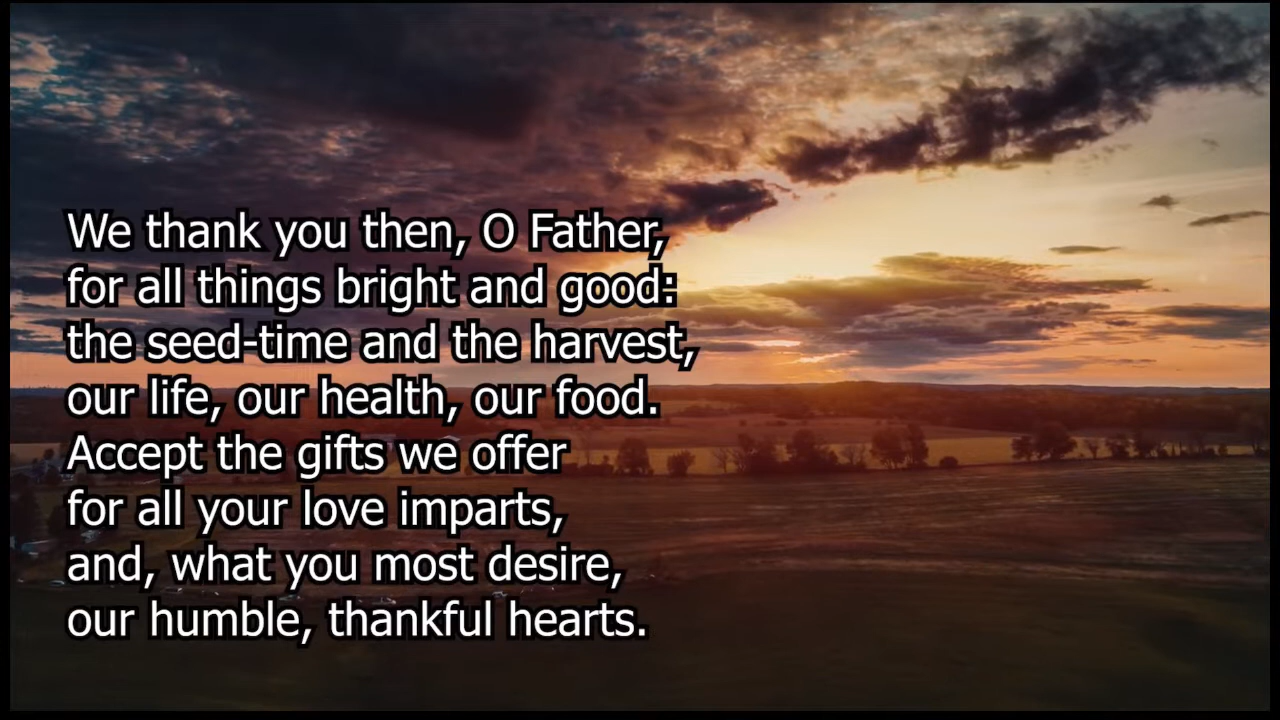 We thank you then, O Father,
for all things bright and good:
the seed-time and the harvest,
our life, our health, our food.
Accept the gifts we offer
for all your love imparts,
and, what you most desire,
our humble, thankful hearts.